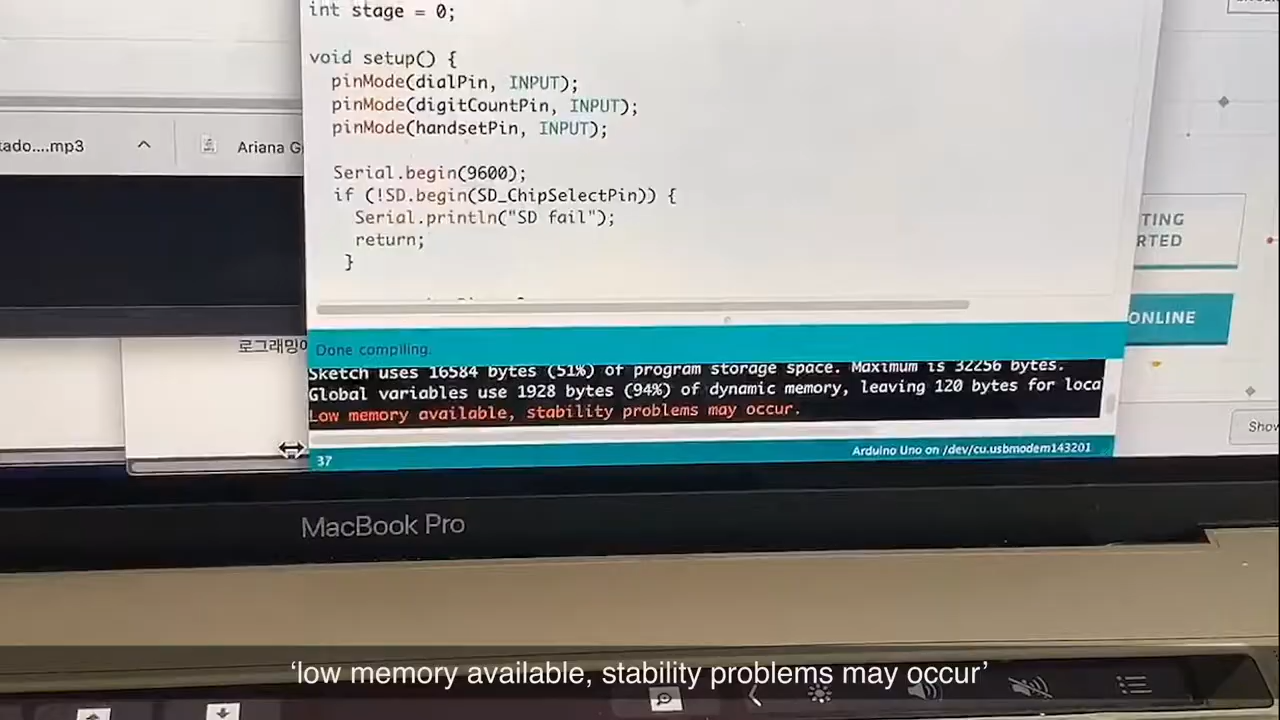 int stage = 0;
void setup() {
pinMode(dialPin, INPUT);
pinMode(digitCountPin, INPUT);
pinMode(handsetPin, INPUT);
Serial.begin(9600);
if (!SD.begin(SD_ChipSelectPin)) {
Serial.println("SD fail");
return;
}
tado....mp3
Ariana G
TING
RTED
ONLINE
로그래밍
Done compiling.
Sketch uses 16584 bytes (51%) of program storage space. Maximum is 32256 bytes.
Global variables use 1928 bytes (94%) of dynamic memory, leaving 120 bytes for loca
Low memory available, stability problems may occur.
Show
37
Arduino Uno on /dev/cu.usbmodem143201
MacBook Pro
‘low memory available, stability problems may occur’